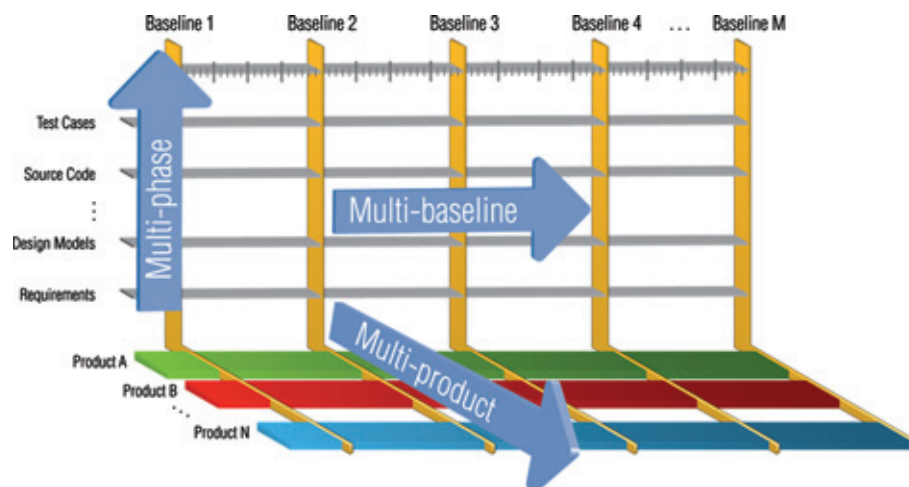 Baseline 1 Baseline 2 Baseline 3 Baseline 4 ... Baseline M
Test Cases
Source Code
...
Design Models
Requirements
Multi-phase
Multi-baseline
Multi-product
Product A
Product B
...
Product N